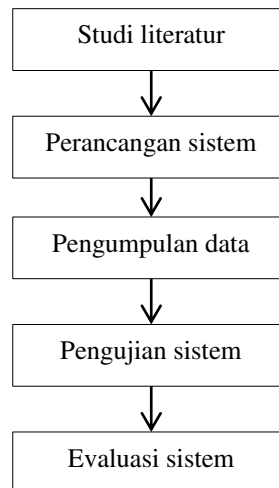 Studi literatur
Perancangan sistem
Pengumpulan data
Pengujian sistem
Evaluasi sistem